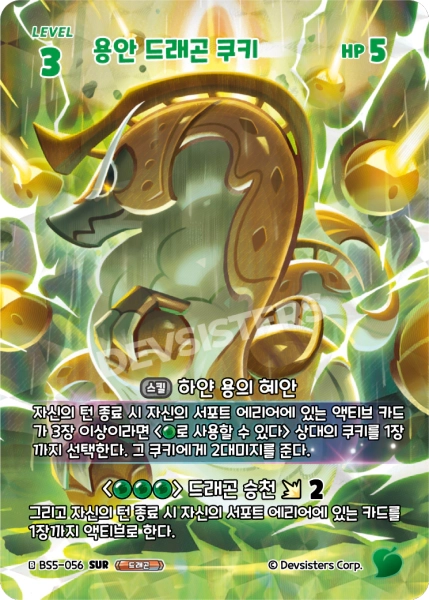 LEVEL
3
용안 드래곤 쿠키
HP 5
DEVSISTERS
스킬 하얀 용의 혜안
자신의 턴 종료 시 자신의 서포트 에리어에 있는 액티브 카드
가 3장 이상이라면 <로 사용할 수 있다> 상대의 쿠키를 1장
까지 선택한다. 그 쿠키에게 2대미지를 준다.
< > 드래곤 승천 2
그리고 자신의 턴 종료 시 자신의 서포트 에리어에 있는 카드를
1장까지 액티브로 한다.
B BS5-056 SUR 드래곤
© Devsisters Corp.